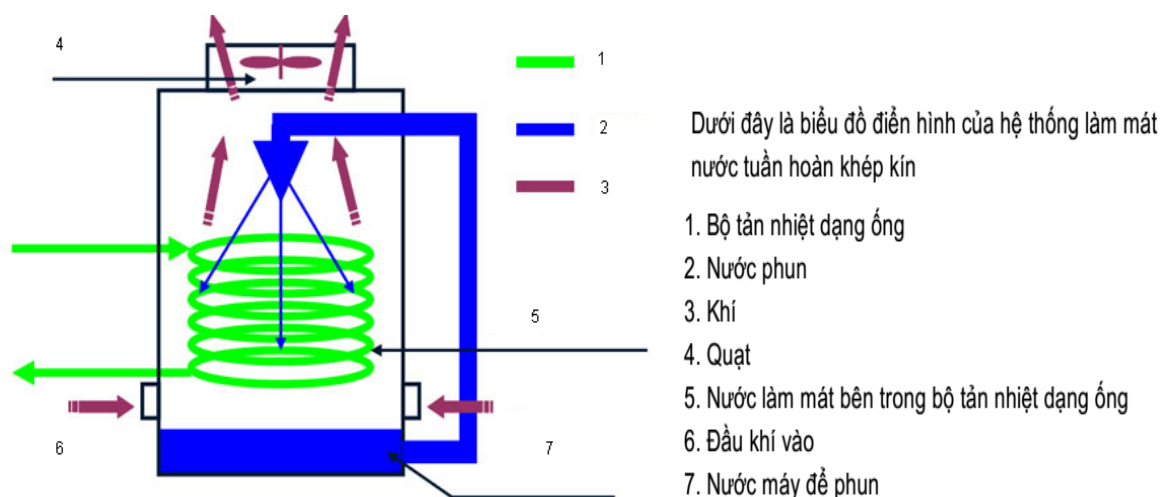 4
1
2
3
5
6
7
Dưới đây là biểu đồ điển hình của hệ thống làm mát
nước tuần hoàn khép kín
1. Bộ tản nhiệt dạng ống
2. Nước phun
3. Khí
4. Quạt
5. Nước làm mát bên trong bộ tản nhiệt dạng ống
6. Đầu khí vào
7. Nước máy để phun